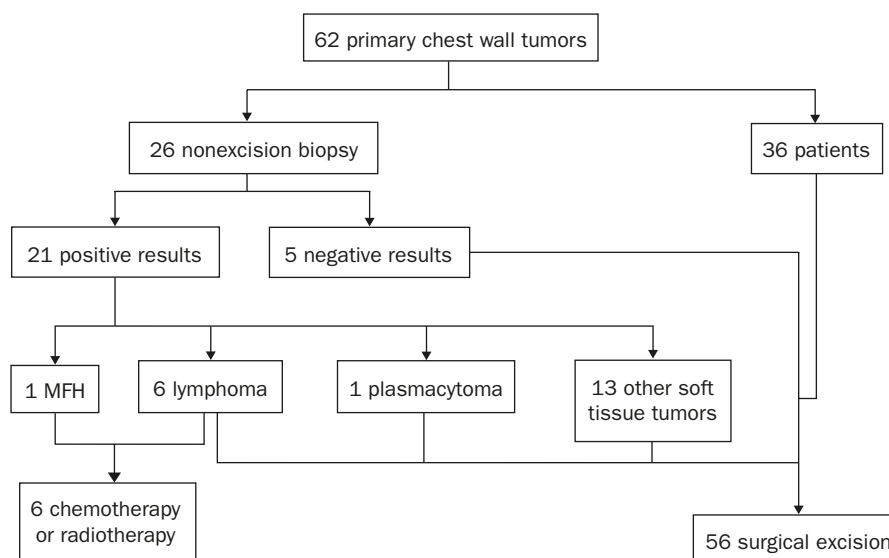 62 primary chest wall tumors
26 nonexcision biopsy
36 patients
21 positive results
5 negative results
1 MFH
6 lymphoma
1 plasmacytoma
13 other soft
tissue tumors
6 chemotherapy
or radiotherapy
56 surgical excision